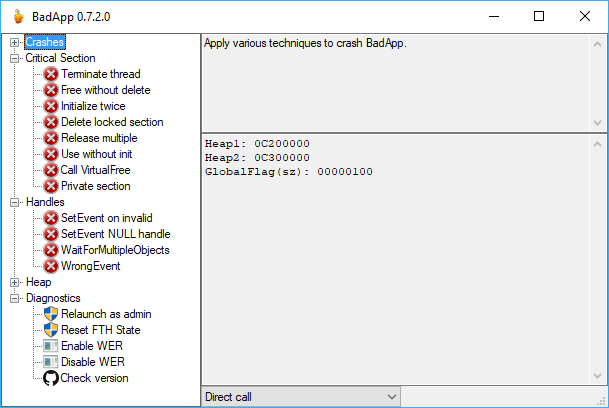 BadApp 0.7.2.0
Crashes
Critical Section
Terminate thread
Free without delete
Initialize twice
Delete locked section
Release multiple
Use without init
Call VirtualFree
Private section
Handles
SetEvent on invalid
SetEvent NULL handle
WaitForMultipleObjects
WrongEvent
Heap
Diagnostics
Relaunch as admin
Reset FTH State
Enable WER
Disable WER
Check version
Apply various techniques to crash BadApp.
Heap1: 0C200000
Heap2: 0C300000
GlobalFlag(sz): 00000100
Direct call